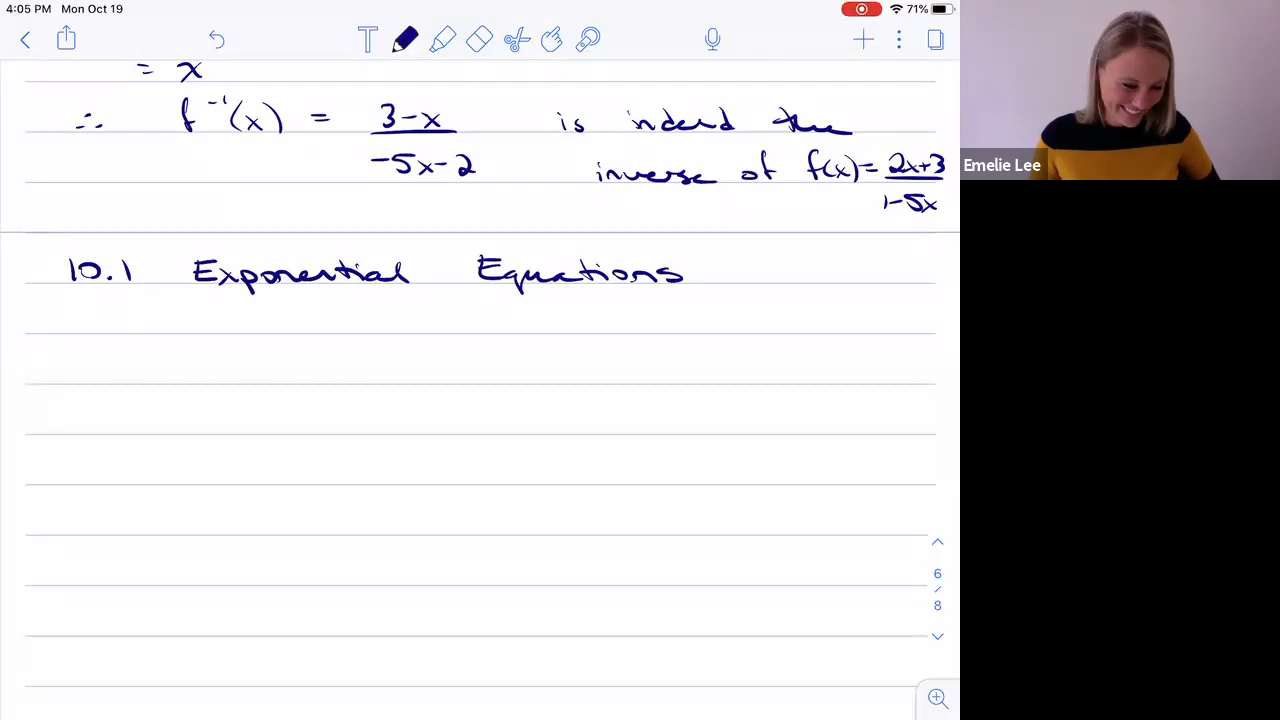 4:05 PM Mon Oct 19
71%
= x
∴ f⁻¹(x) = (3-x)/(-5x-2) is indeed the
inverse of f(x)= (2x+3)/(1-5x)
10.1 Exponential Equations
6
/
8
Emelie Lee